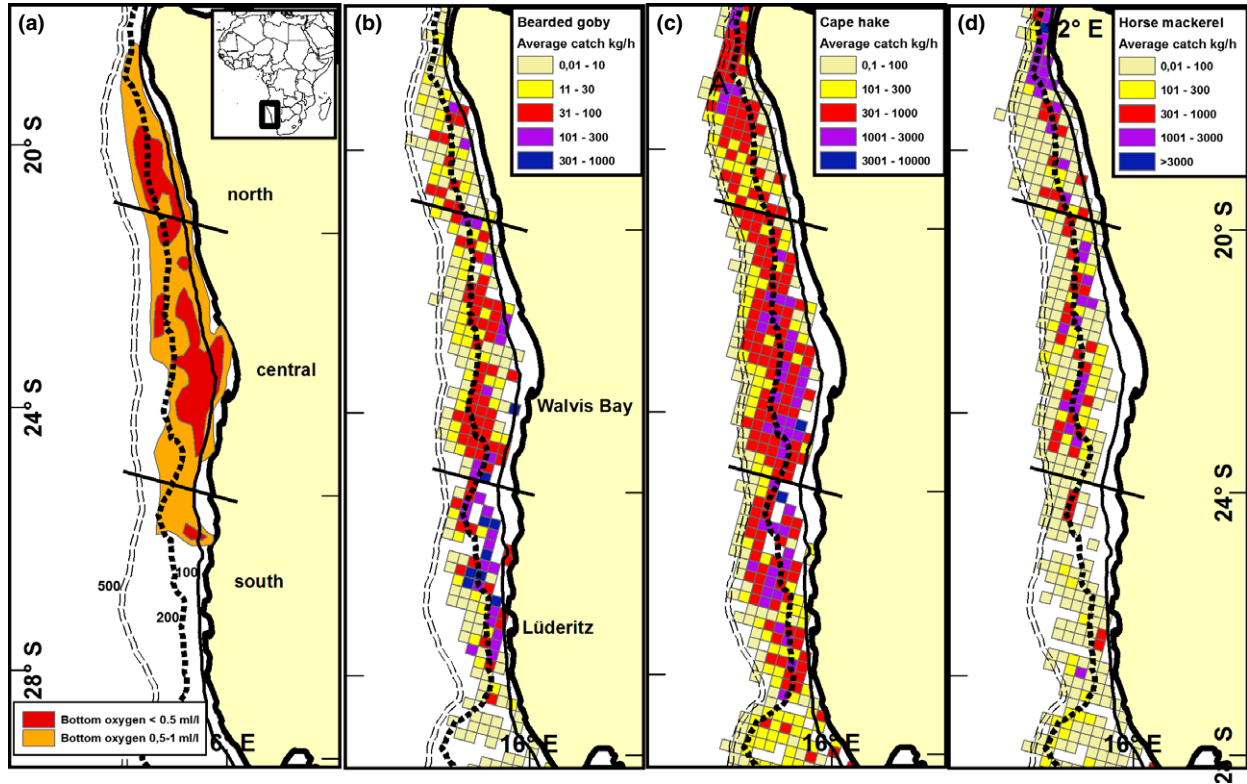 (a)
20° S
24° S
28° S
north
central
south
500
100
200
Bottom oxygen < 0.5 ml/l
Bottom oxygen 0,5-1 ml/l
6° E
(b)
Bearded goby
Average catch kg/h
0,01 - 10
11 - 30
31 - 100
101 - 300
301 - 1000
Walvis Bay
Lüderitz
16° E
(c)
Cape hake
Average catch kg/h
0,1 - 100
101 - 300
301 - 1000
1001 - 3000
3001 - 10000
16° E
(d)
2° E
Horse mackerel
Average catch kg/h
0,01 - 100
101 - 300
301 - 1000
1001 - 3000
>3000
20° S
24° S
16° E